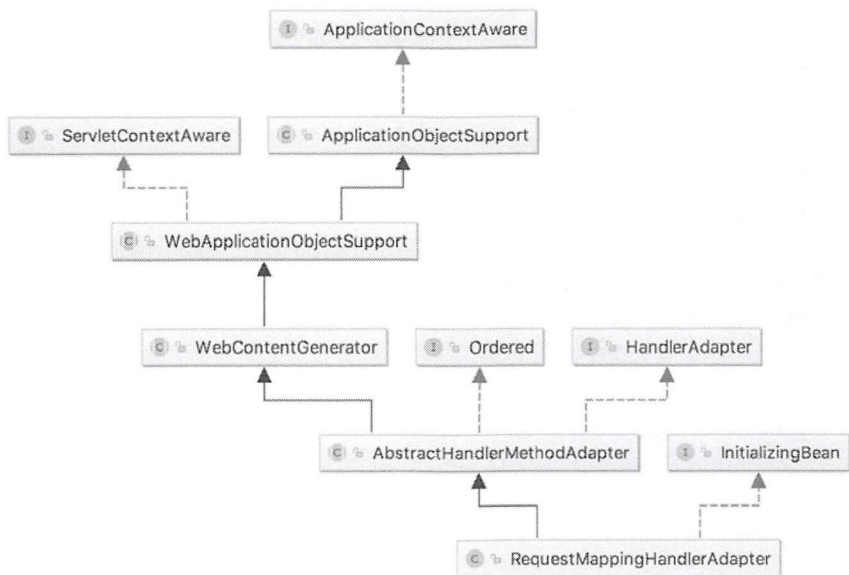 I ApplicationContextAware
I ServletContextAware
C ApplicationObjectSupport
C WebApplicationObjectSupport
C WebContentGenerator
I Ordered
I HandlerAdapter
C AbstractHandlerMethodAdapter
I InitializingBean
C RequestMappingHandlerAdapter